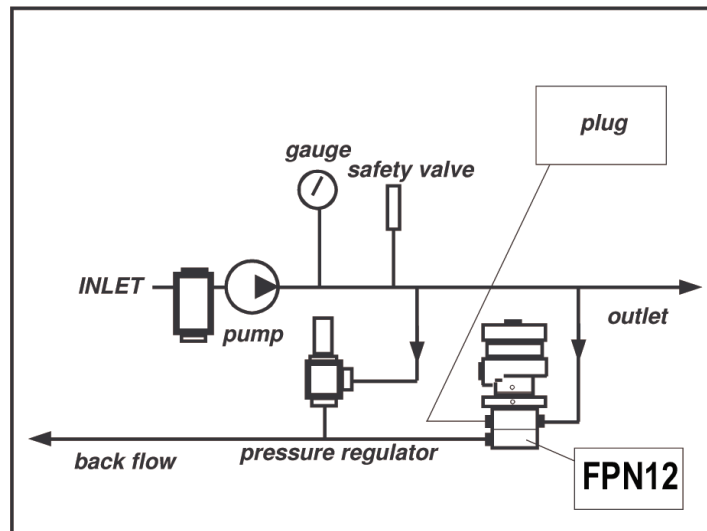 plug
gauge
safety valve
INLET
outlet
pump
back flow
pressure regulator
FPN12